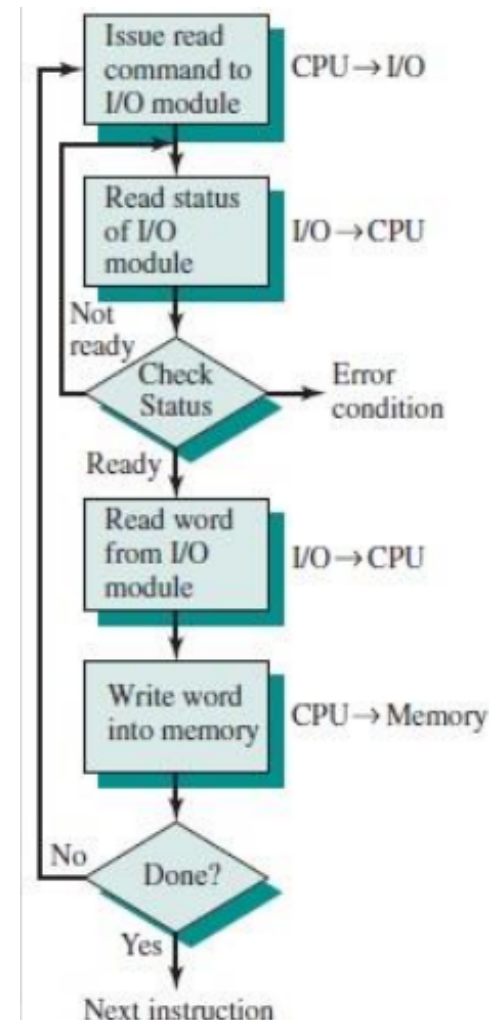 Issue read
command to
I/O module
CPU → I/O
Read status
of I/O
module
I/O → CPU
Not
ready
Check
Status
Error
condition
Ready
Read word
from I/O
module
I/O → CPU
Write word
into memory
CPU → Memory
No
Done?
Yes
Next instruction